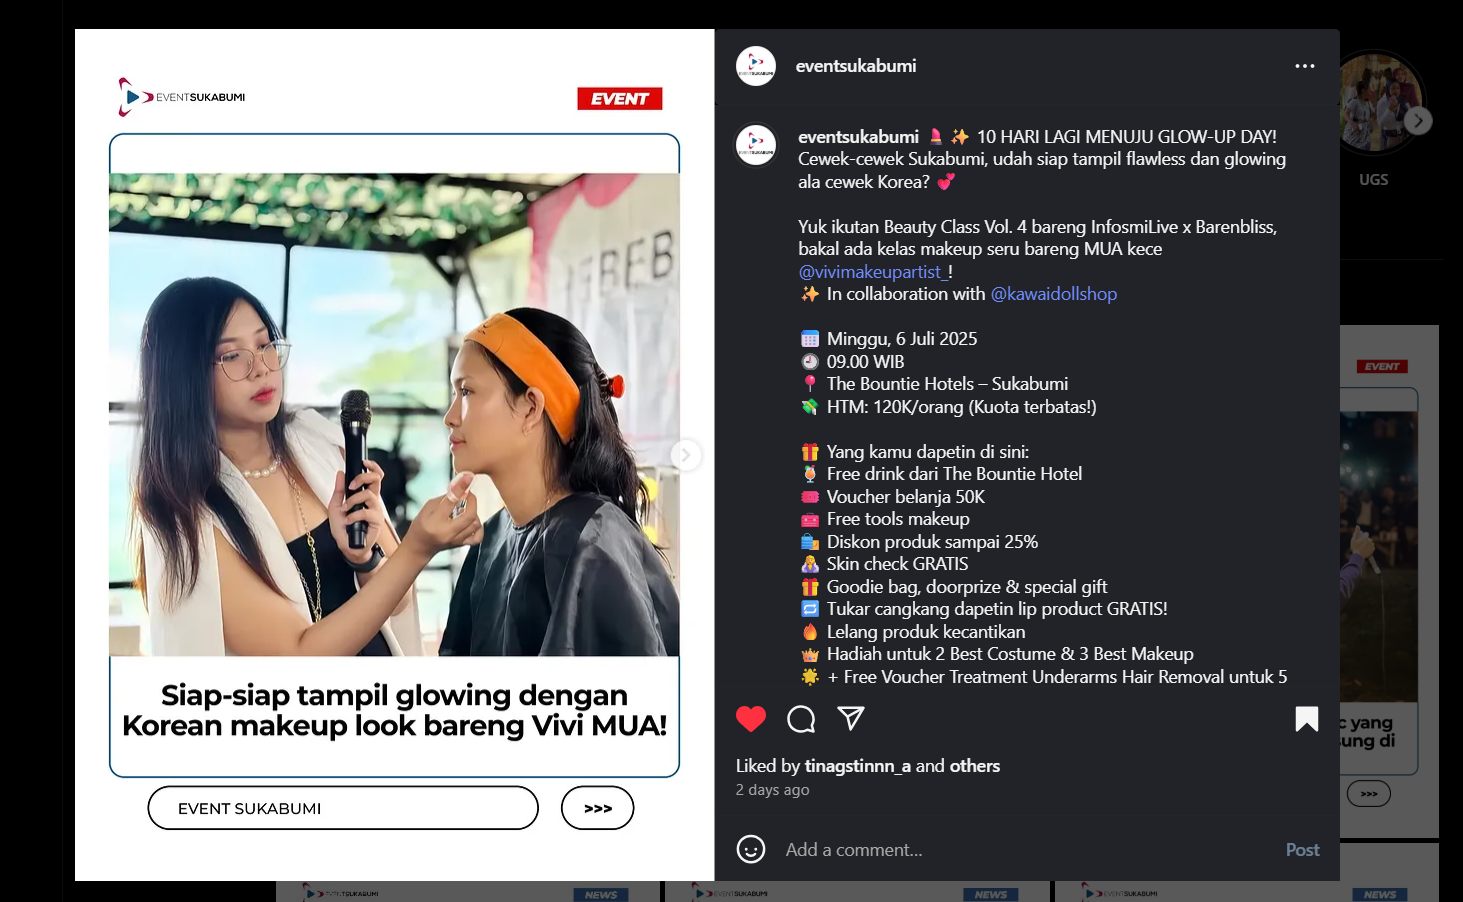 EVENTSUKABUMI
EVENT
Siap-siap tampil glowing dengan
Korean makeup look bareng Vivi MUA!
EVENT SUKABUMI
>>>
eventsukabumi
eventsukabumi 💄 ✨ 10 HARI LAGI MENUJU GLOW-UP DAY!
Cewek-cewek Sukabumi, udah siap tampil flawless dan glowing
ala cewek Korea? 💕
Yuk ikutan Beauty Class Vol. 4 bareng InfosmiLive x Barenbliss,
bakal ada kelas makeup seru bareng MUA kece
@vivimakeupartist_!
✨ In collaboration with @kawaidollshop
📅 Minggu, 6 Juli 2025
🕘 09.00 WIB
📍 The Bountie Hotels – Sukabumi
💸 HTM: 120K/orang (Kuota terbatas!)
🎁 Yang kamu dapetin di sini:
🍹 Free drink dari The Bountie Hotel
🎟️ Voucher belanja 50K
🧰 Free tools makeup
🛍️ Diskon produk sampai 25%
💆‍♀️ Skin check GRATIS
🎁 Goodie bag, doorprize & special gift
🔁 Tukar cangkang dapetin lip product GRATIS!
🔥 Lelang produk kecantikan
👑 Hadiah untuk 2 Best Costume & 3 Best Makeup
🌟 + Free Voucher Treatment Underarms Hair Removal untuk 5
Liked by tinagstinnn_a and others
2 days ago
Add a comment...
Post
UGS
EVENT
c yang
ung di
>>>
EVENTSUKABUMI
NEWS
EVENTSUKABUMI
NEWS
EVENTSUKABUMI
NEWS